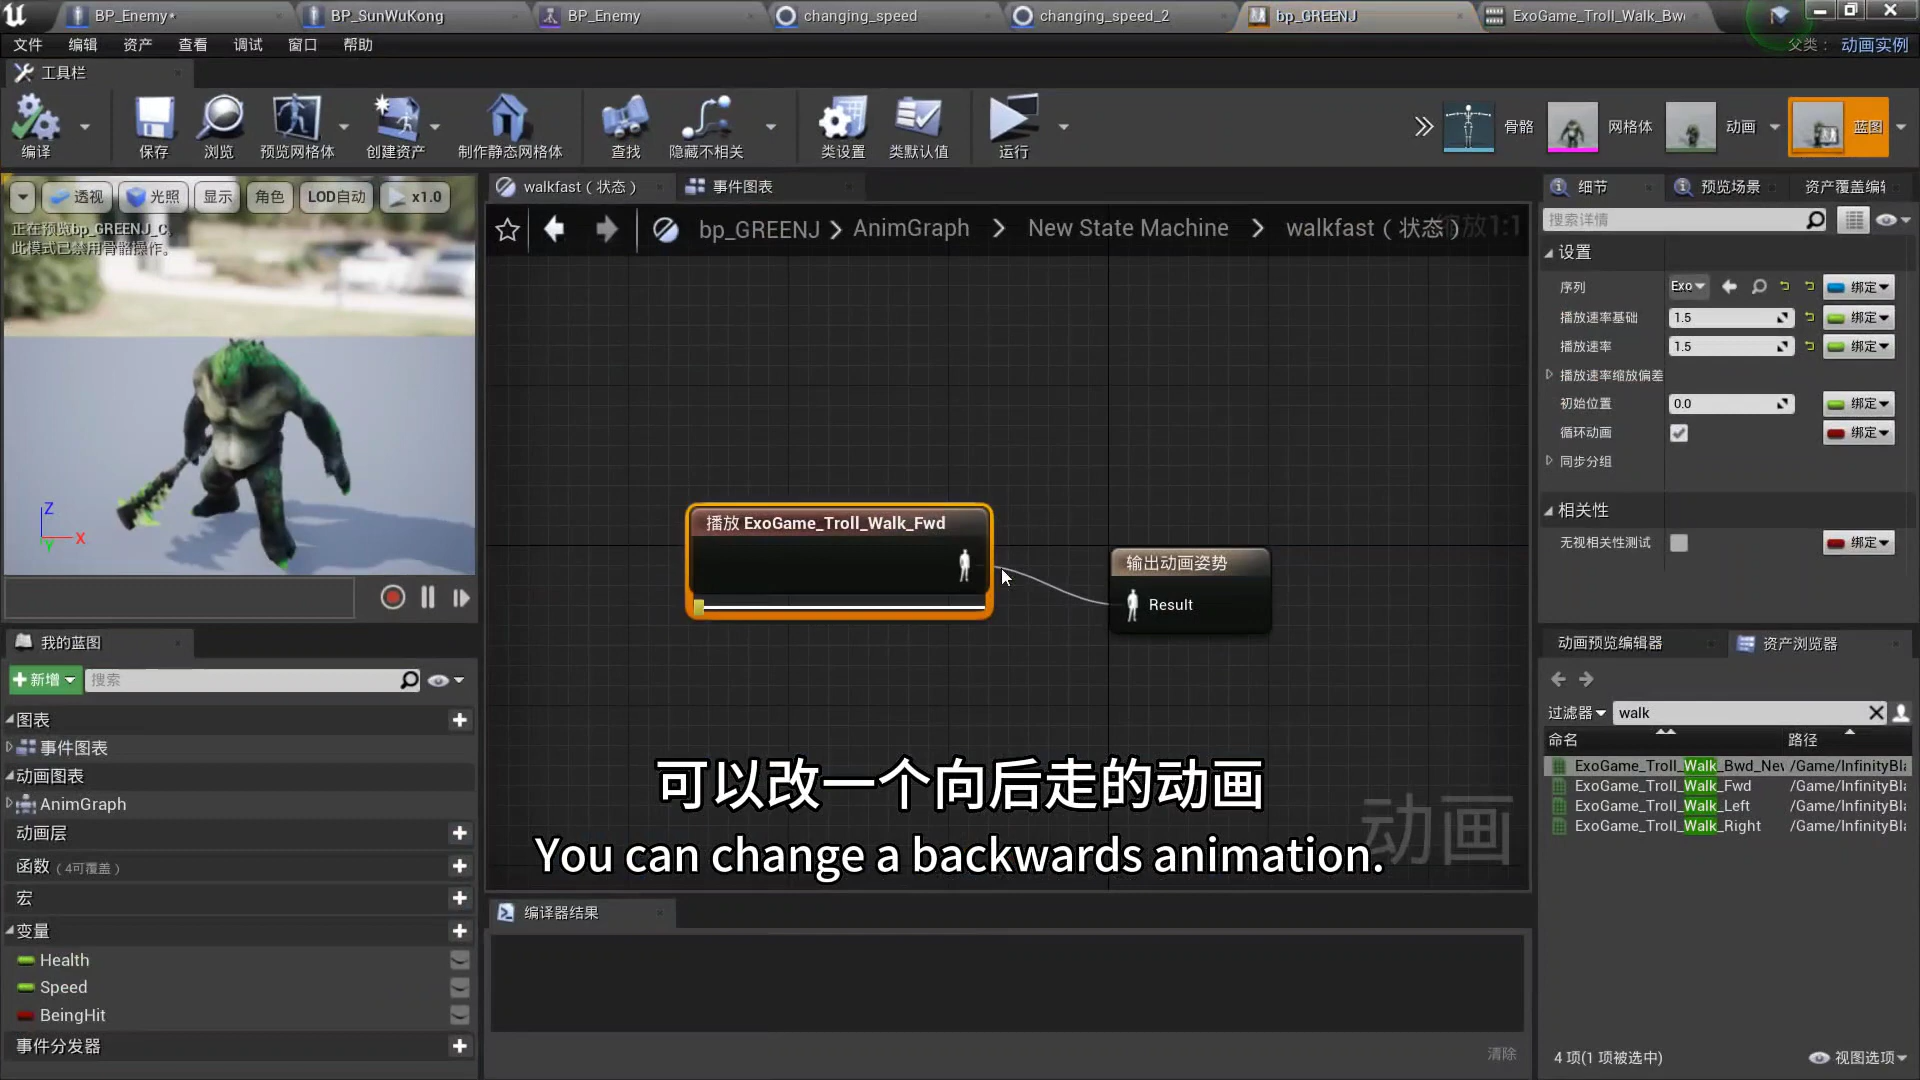 BP_Enemy*
BP_SunWuKong
BP_Enemy
changing_speed
changing_speed_2
bp_GREENJ
ExoGame_Troll_Walk_Bw
文件 编辑 资产 查看 调试 窗口 帮助
父类： 动画实例
工具栏
编译
保存
浏览
预览网格体
创建资产
制作静态网格体
查找
隐藏不相关
类设置
类默认值
运行
骨骼
网格体
动画
蓝图
透视
光照
显示
角色
LOD自动
x1.0
正在预览bp_GREENJ_C。
此模式已禁用骨骼操作。
Z
X
Y
walkfast（状态）
事件图表
bp_GREENJ
AnimGraph
New State Machine
walkfast（状态）
缩放1:1
播放 ExoGame_Troll_Walk_Fwd
输出动画姿势
Result
动画
可以改一个向后走的动画
You can change a backwards animation.
编译器结果
清除
我的蓝图
新增
搜索
图表
事件图表
动画图表
AnimGraph
动画层
函数（4可覆盖）
宏
变量
Health
Speed
BeingHit
事件分发器
细节
预览场景
资产覆盖编辑
搜索详情
设置
序列 Exo 绑定
播放速率基础 1.5 绑定
播放速率 1.5 绑定
播放速率缩放偏差
初始位置 0.0 绑定
循环动画 绑定
同步分组
相关性
无视相关性测试 绑定
动画预览编辑器
资产浏览器
过滤器 walk
命名 路径
ExoGame_Troll_Walk_Bwd_Nev /Game/InfinityBla
ExoGame_Troll_Walk_Fwd /Game/InfinityBla
ExoGame_Troll_Walk_Left /Game/InfinityBla
ExoGame_Troll_Walk_Right /Game/InfinityBla
4 项(1 项被选中) 视图选项